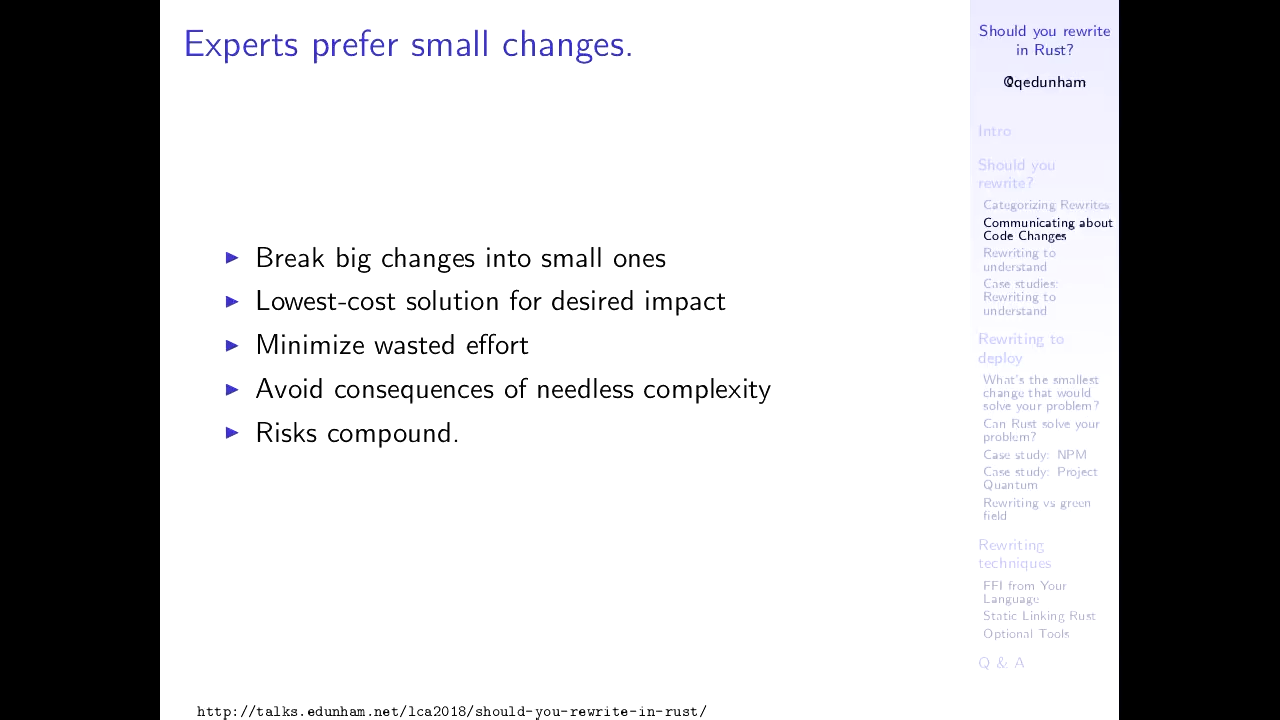 Experts prefer small changes.
Break big changes into small ones
Lowest-cost solution for desired impact
Minimize wasted effort
Avoid consequences of needless complexity
Risks compound.
http://talks.edunham.net/lca2018/should-you-rewrite-in-rust/
Should you rewrite
in Rust?
@qedunham
Intro
Should you
rewrite?
Categorizing Rewrites
Communicating about
Code Changes
Rewriting to
understand
Case studies:
Rewriting to
understand
Rewriting to
deploy
What's the smallest
change that would
solve your problem?
Can Rust solve your
problem?
Case study: NPM
Case study: Project
Quantum
Rewriting vs green
field
Rewriting
techniques
FFI from Your
Language
Static Linking Rust
Optional Tools
Q & A